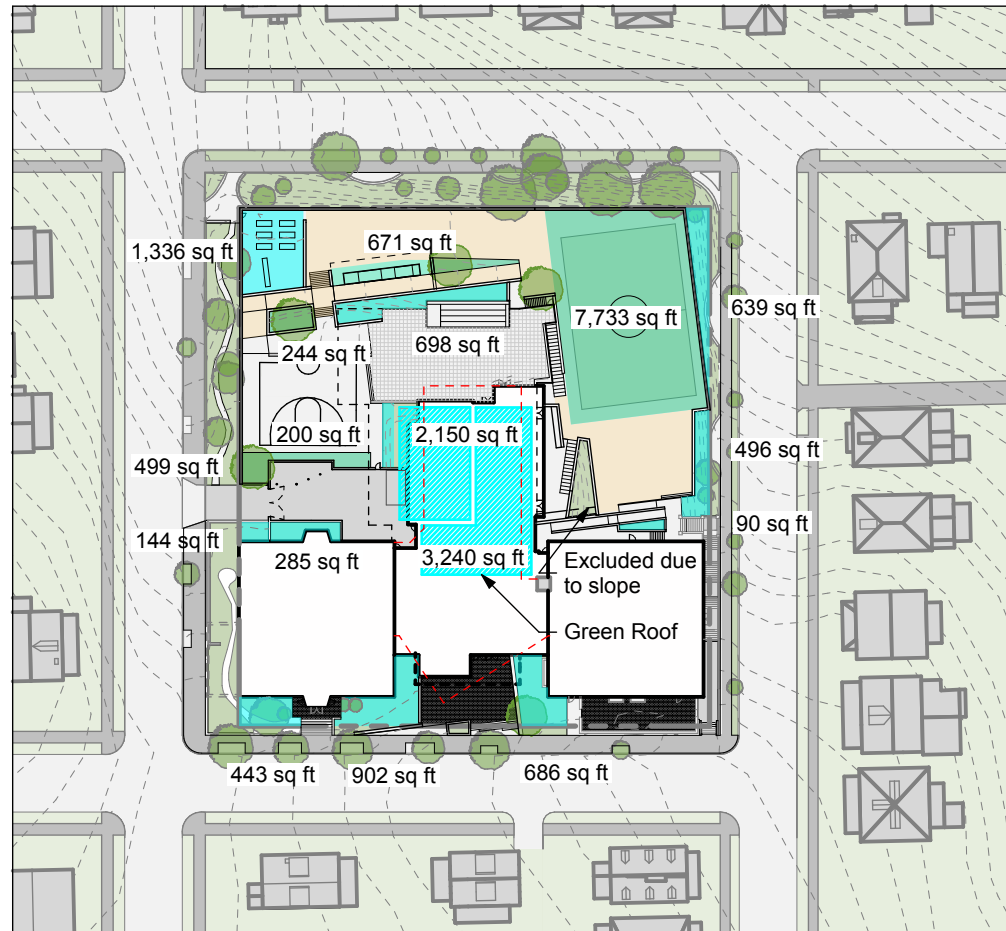 1,336 sq ft
671 sq ft
639 sq ft
7,733 sq ft
244 sq ft
698 sq ft
200 sq ft
2,150 sq ft
496 sq ft
499 sq ft
90 sq ft
144 sq ft
285 sq ft
3,240 sq ft
Excluded due
to slope
Green Roof
443 sq ft
902 sq ft
686 sq ft